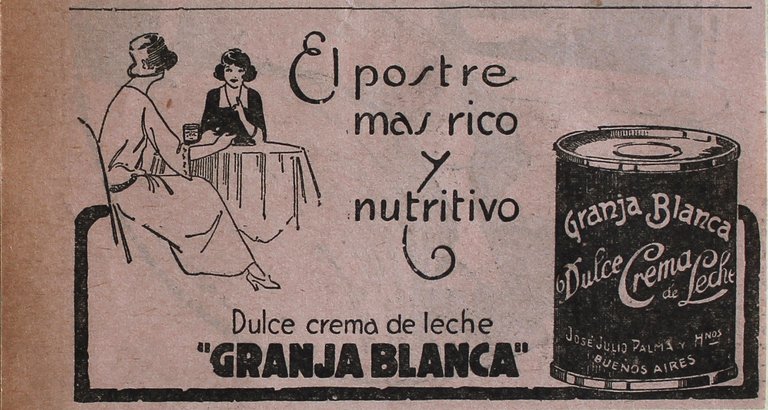 El postre
mas rico
y
nutritivo
Dulce crema de leche
"GRANJA BLANCA"
Granja Blanca
Dulce Crema
de Leche
JOSÉ JULIO PALMA Y Hnos
BUENOS AIRES